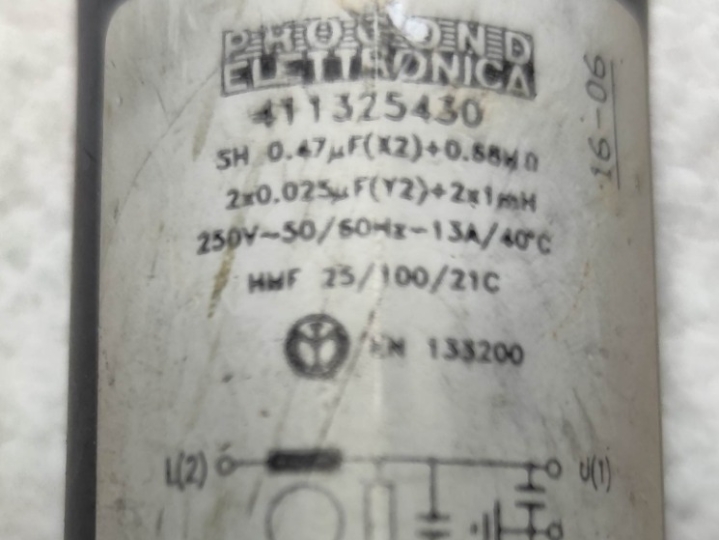 PROCOND
ELETTRONICA
411325430
SH 0.47µF(X2)+0.68MΩ
2x0.025µF(Y2)+2x1mH
250V~50/60Hz-13A/40°C
HMF 25/100/21C
EN 133200
16-06
L(2)
U(1)